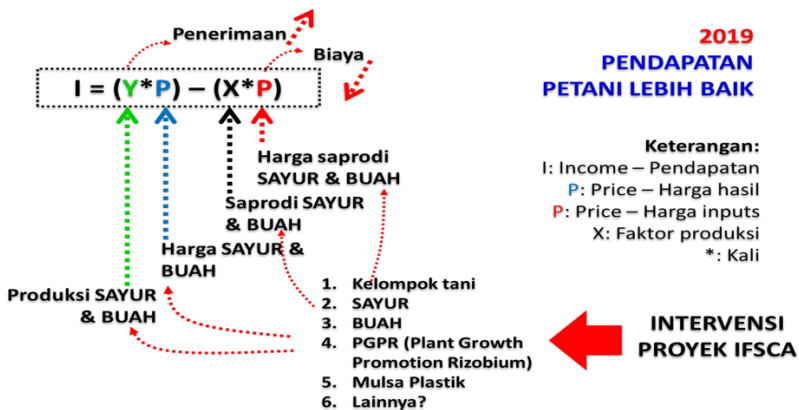 Penerimaan
Biaya
I = (Y*P) – (X*P)
2019
PENDAPATAN
PETANI LEBIH BAIK
Keterangan:
I: Income – Pendapatan
P: Price – Harga hasil
P: Price – Harga inputs
X: Faktor produksi
*: Kali
Harga saprodi
SAYUR & BUAH
Saprodi SAYUR
& BUAH
Harga SAYUR &
BUAH
Produksi SAYUR
& BUAH
1. Kelompok tani
2. SAYUR
3. BUAH
4. PGPR (Plant Growth
Promotion Rizobium)
5. Mulsa Plastik
6. Lainnya?
INTERVENSI
PROYEK IFSCA